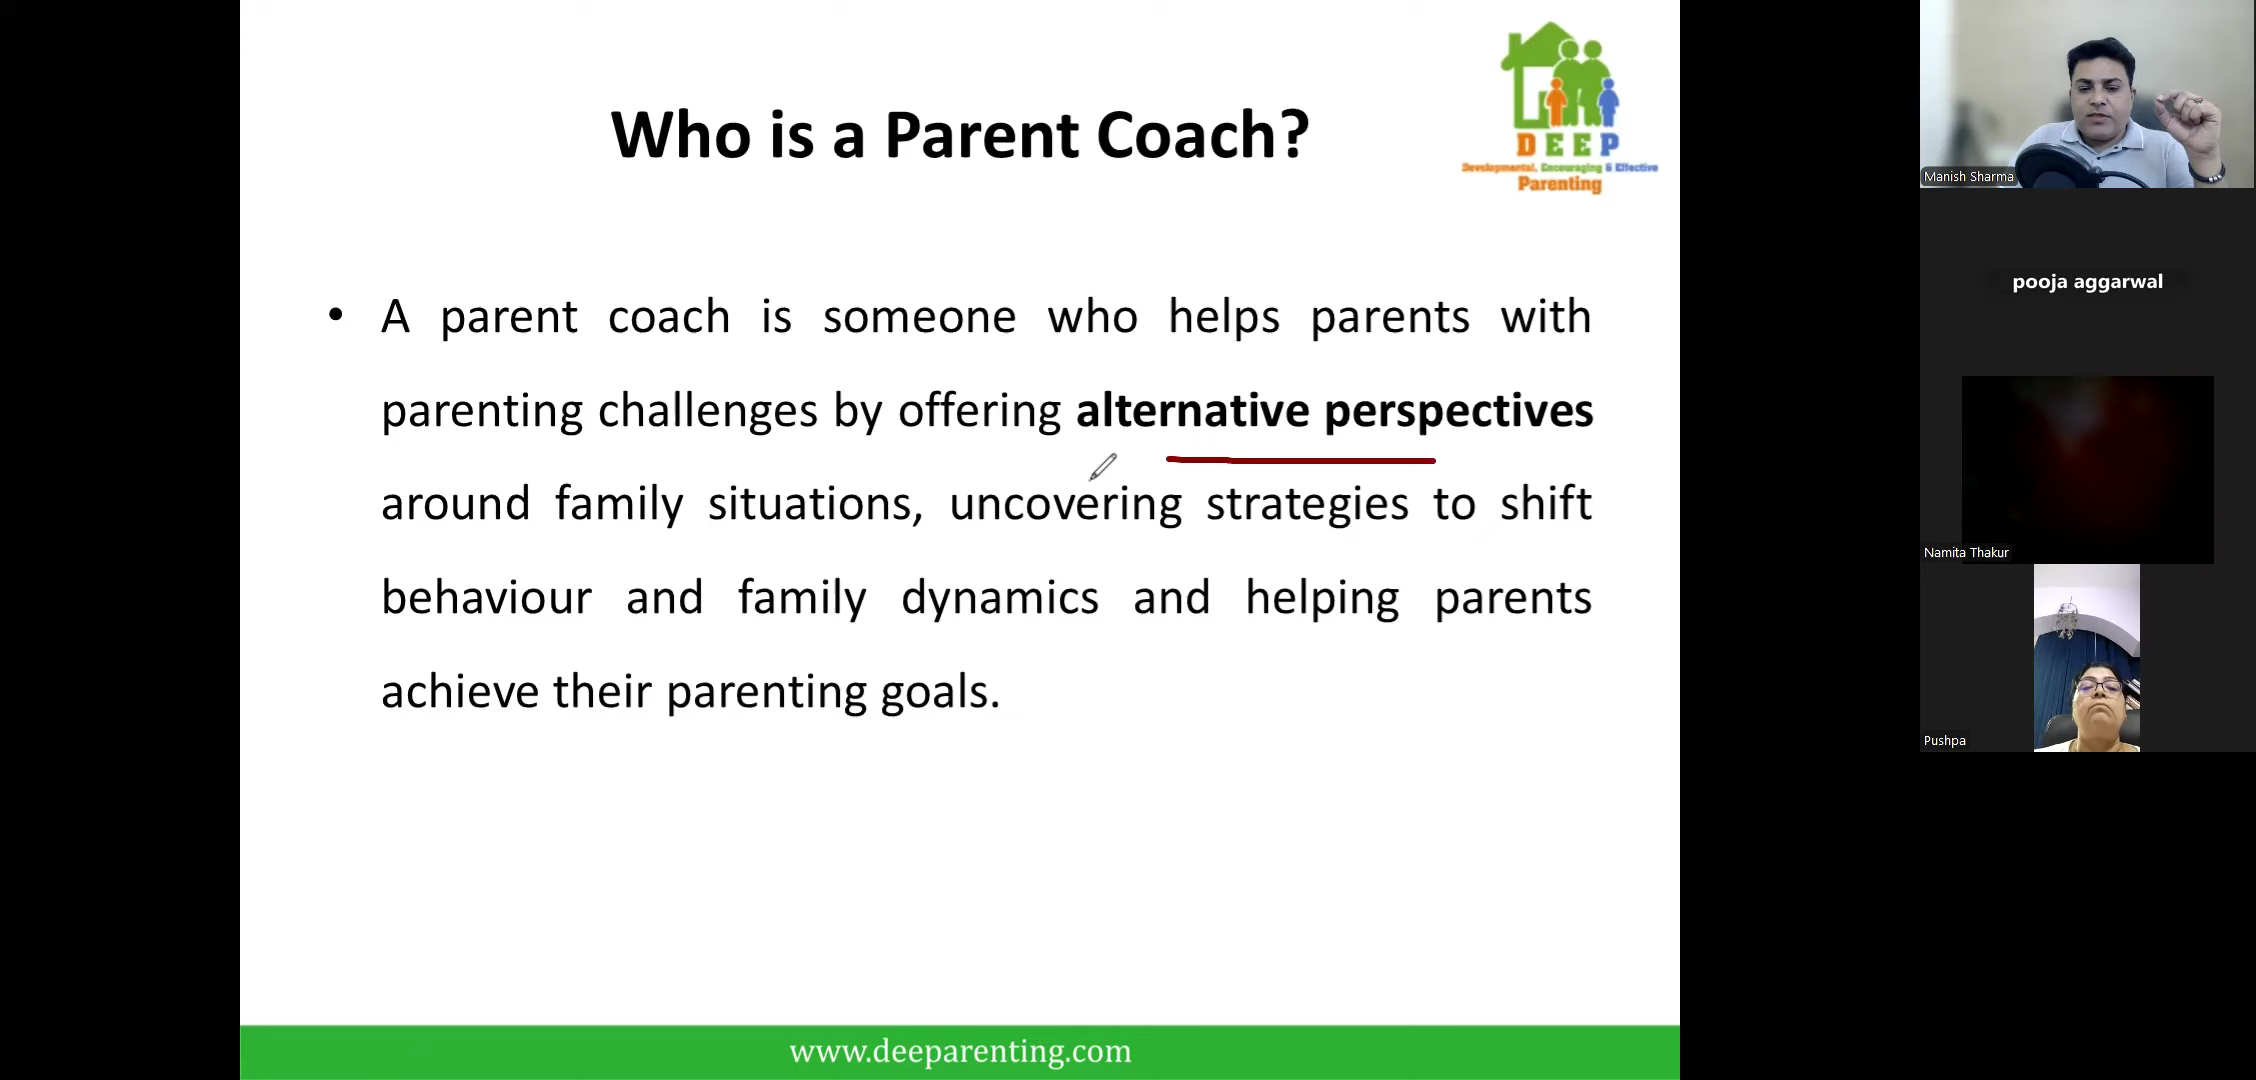 Who is a Parent Coach?
D E E P
Developmental, Encouraging & Effective
Parenting
• A parent coach is someone who helps parents with
parenting challenges by offering alternative perspectives
around family situations, uncovering strategies to shift
behaviour and family dynamics and helping parents
achieve their parenting goals.
www.deeparenting.com
Manish Sharma
pooja aggarwal
Namita Thakur
Pushpa